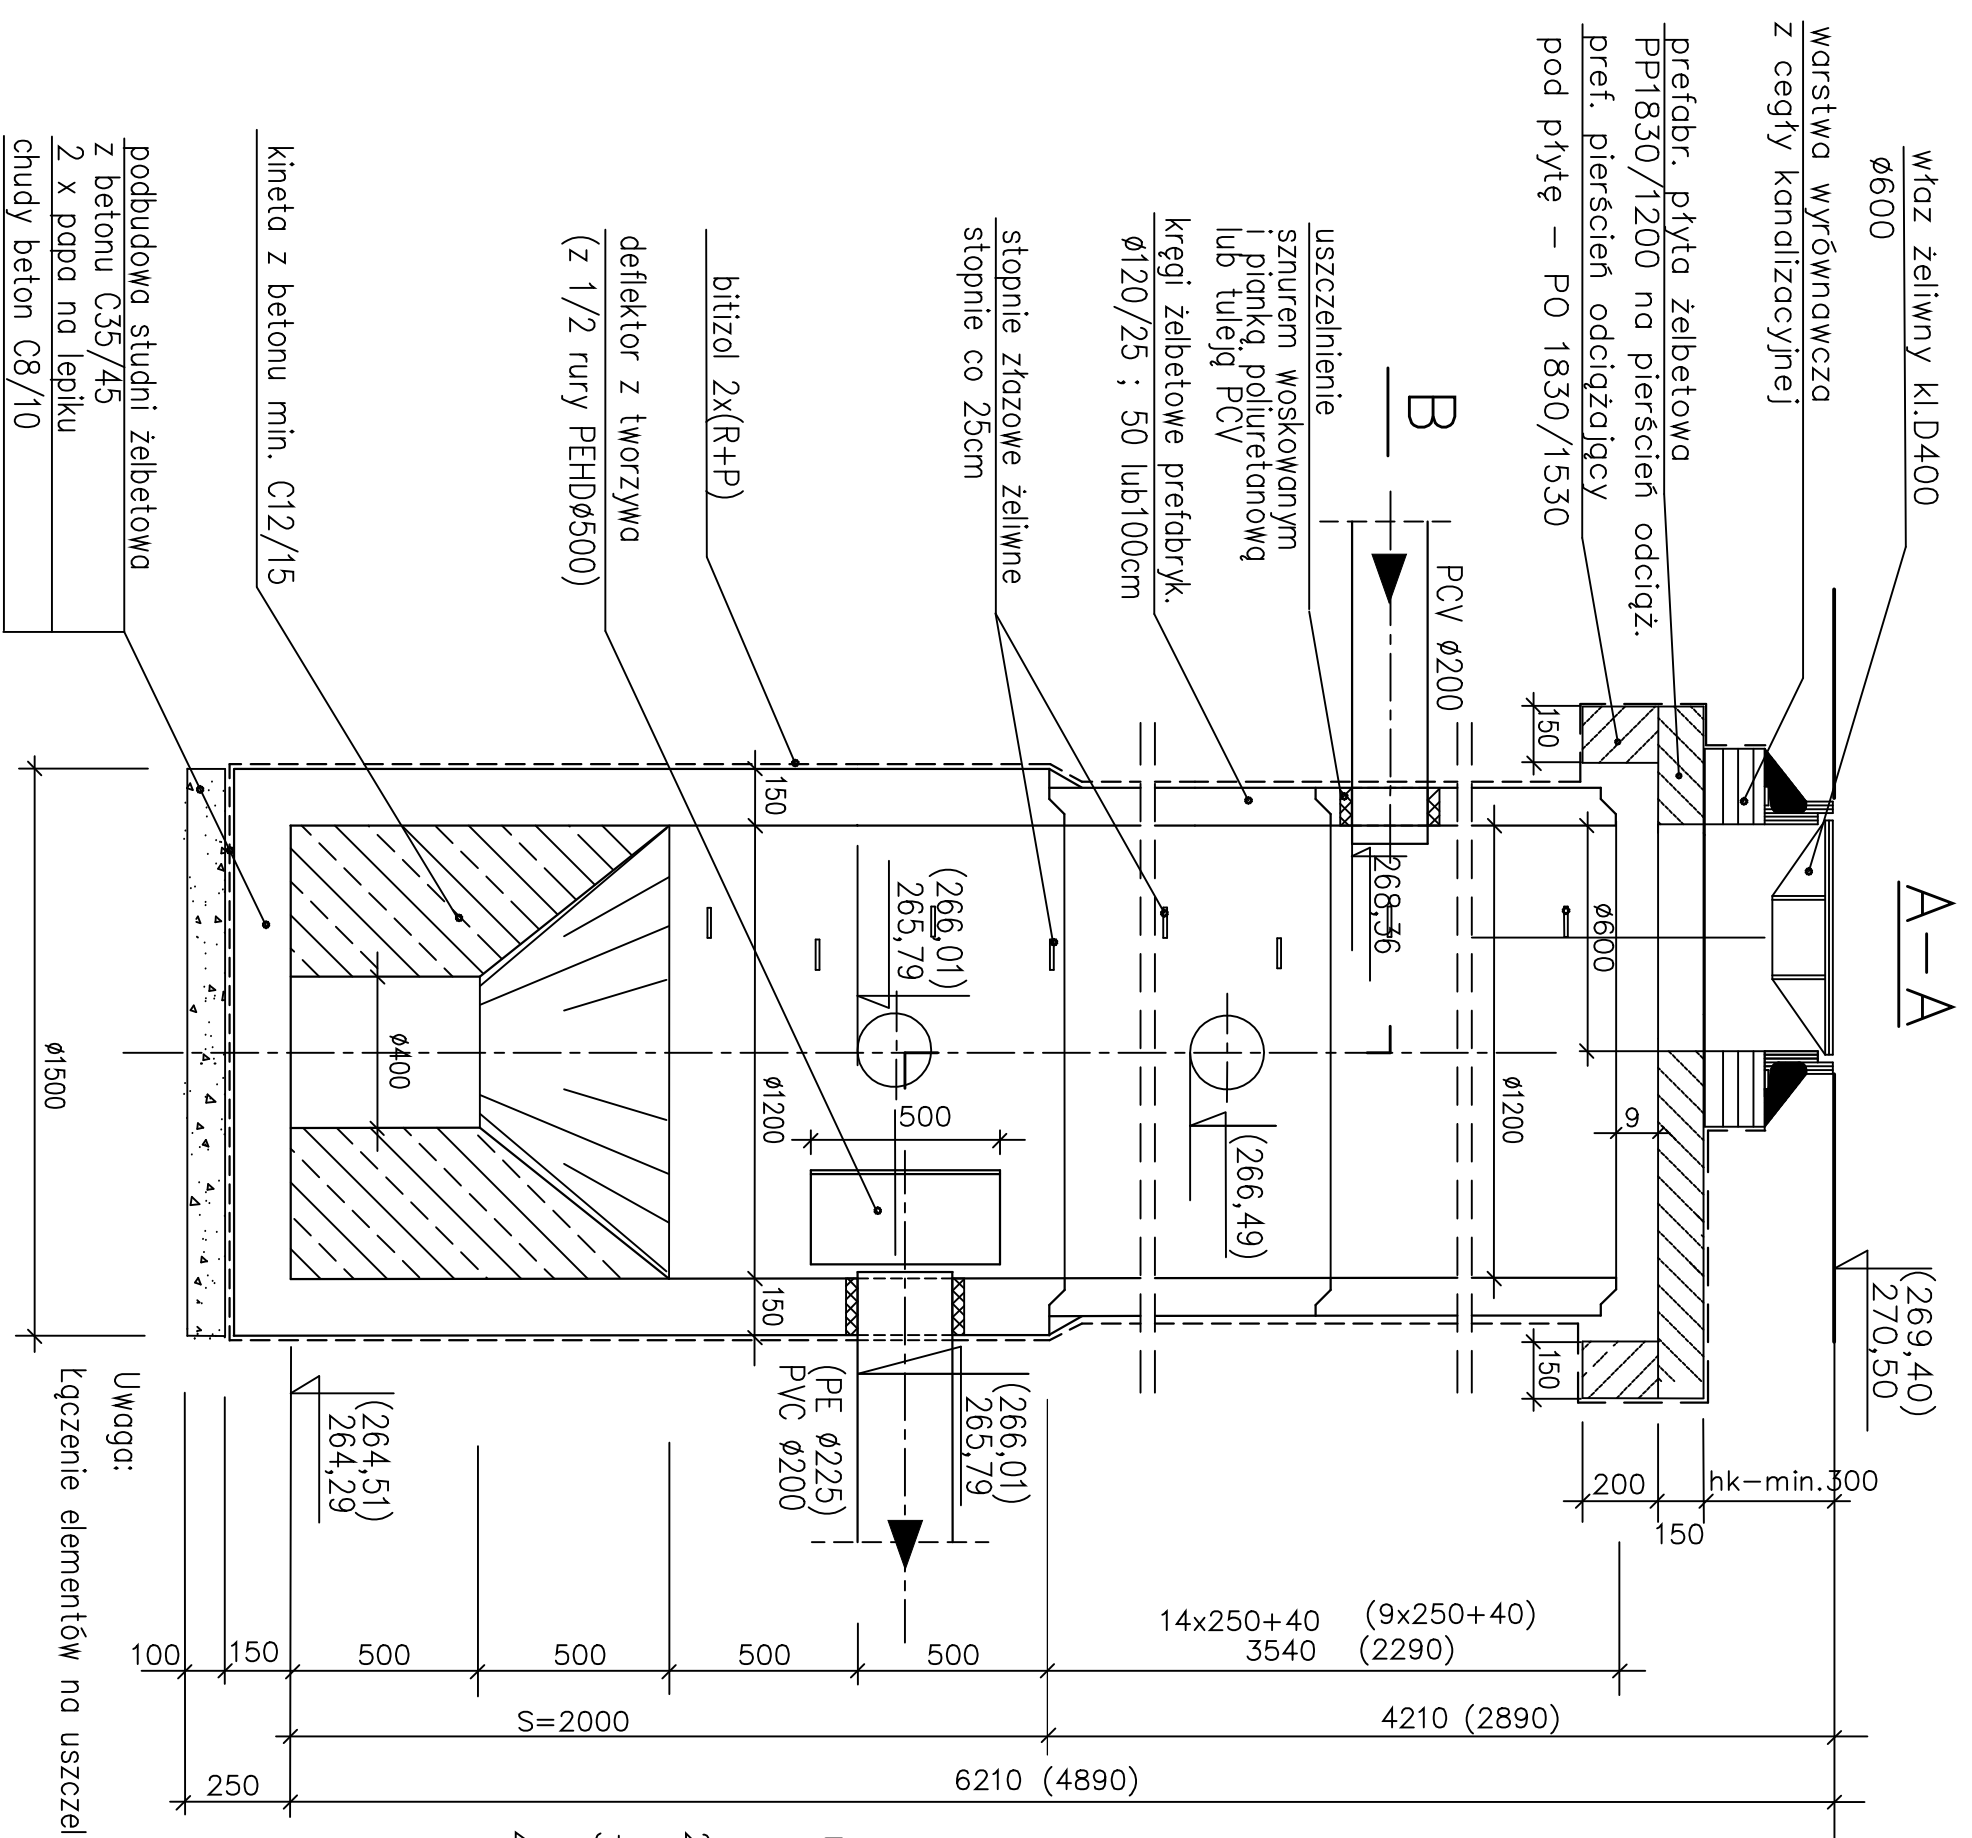 A-A
właz żeliwny kl.D400
ø600
warstwa wyrównawcza
z cegły kanalizacyjnej
prefabr. płyta żelbetowa
PP1830/1200 na pierścień odciąż.
pref. pierścień odciążający
pod płytę – PO 1830/1530
B
PCV ø200
uszczelnienie
sznurem woskowanym
i pianką poliuretanową
lub tuleją PCV
kręgi żelbetowe prefabryk.
ø120/25 ; 50 lub100cm
stopnie złazowe żeliwne
stopnie co 25cm
bitizol 2x(R+P)
deflektor z tworzywa
(z 1/2 rury PEHDø500)
kineta z betonu min. C12/15
podbudowa studni żelbetowa
z betonu C35/45
2 x papa na lepiku
chudy beton C8/10
150
ø600
9
ø1200
268,36
(266,49)
(266,01)
265,79
500
150
ø1200
150
ø400
ø1500
150
(269,40)
270,50
hk-min.300
200
150
(266,01)
265,79
(PE ø225)
PVC ø200
(264,51)
264,29
14x250+40 (9x250+40)
3540 (2290)
100
150
500
500
500
500
S=2000
4210 (2890)
250
6210 (4890)
Uwaga:
Łączenie elementów na uszczel